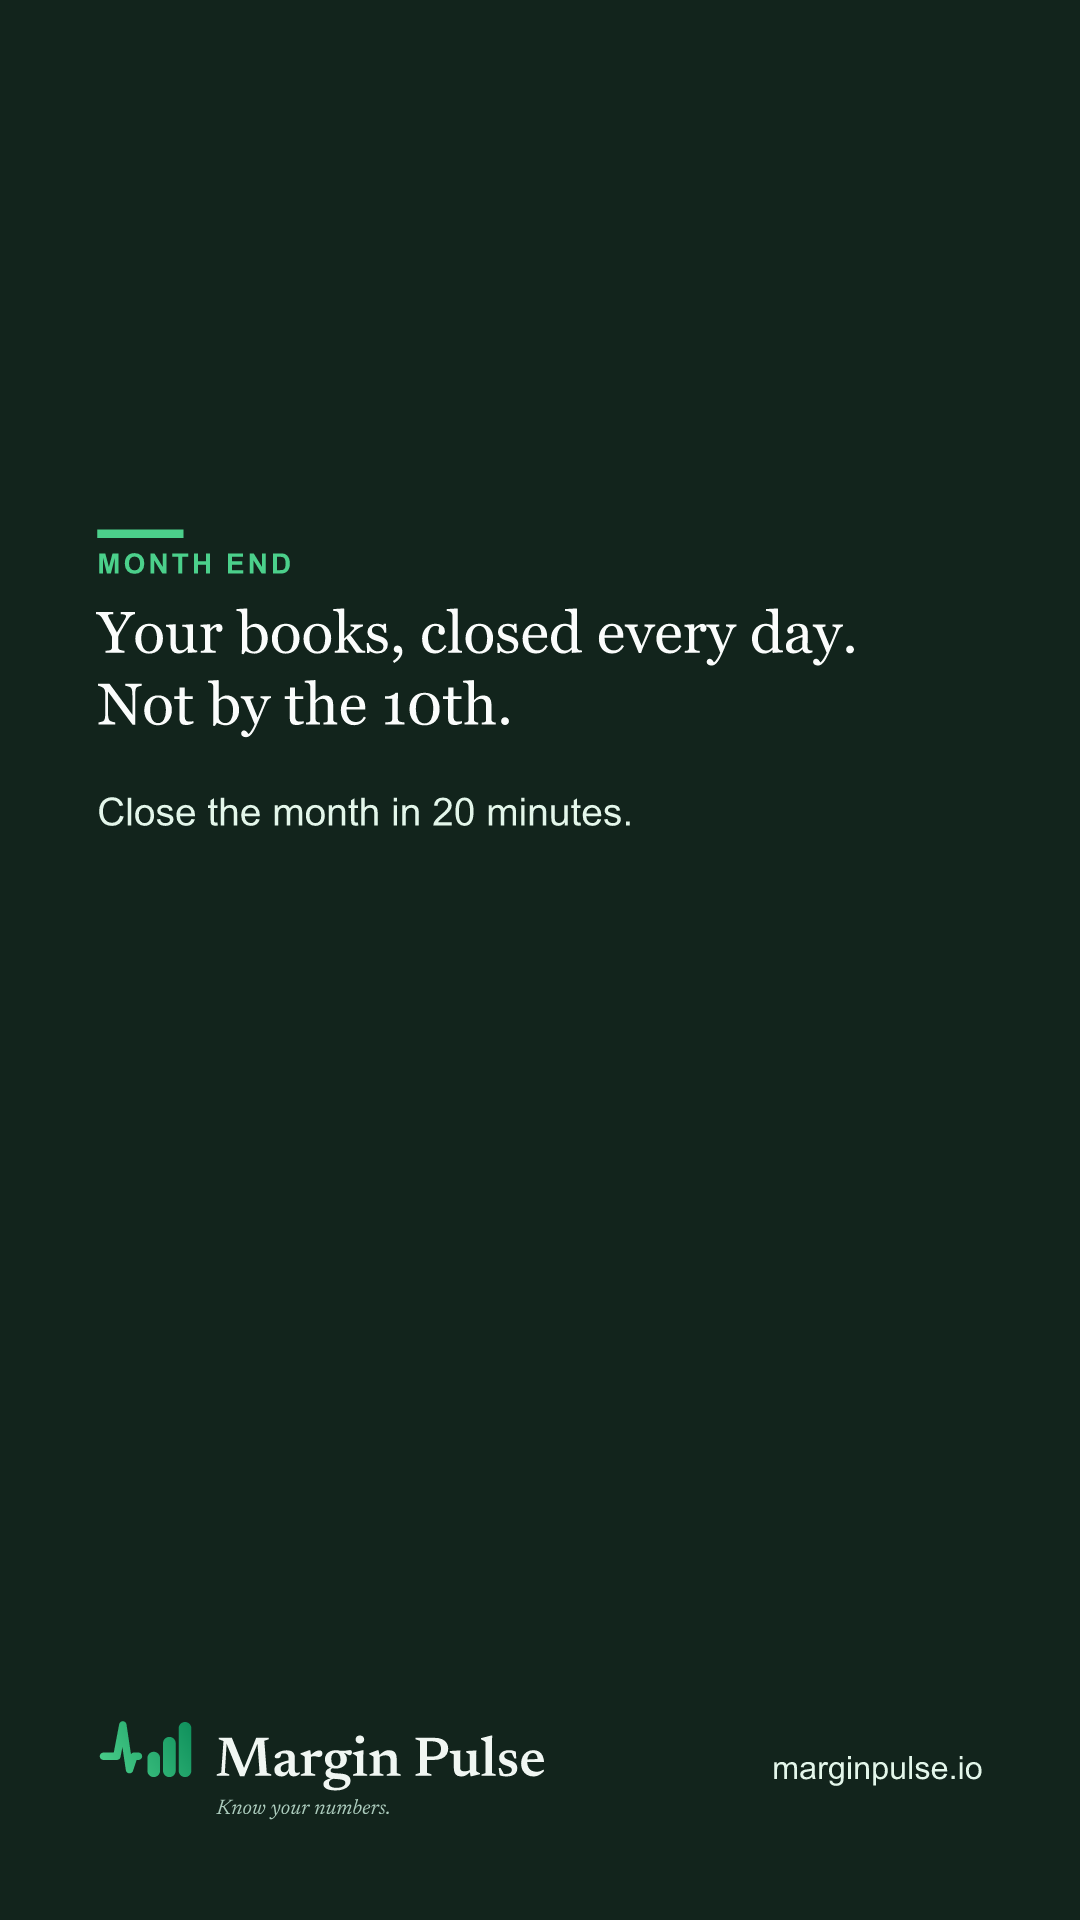 MONTH END
Your books, closed every day.
Not by the 10th.
Close the month in 20 minutes.
Margin Pulse
Know your numbers.
marginpulse.io